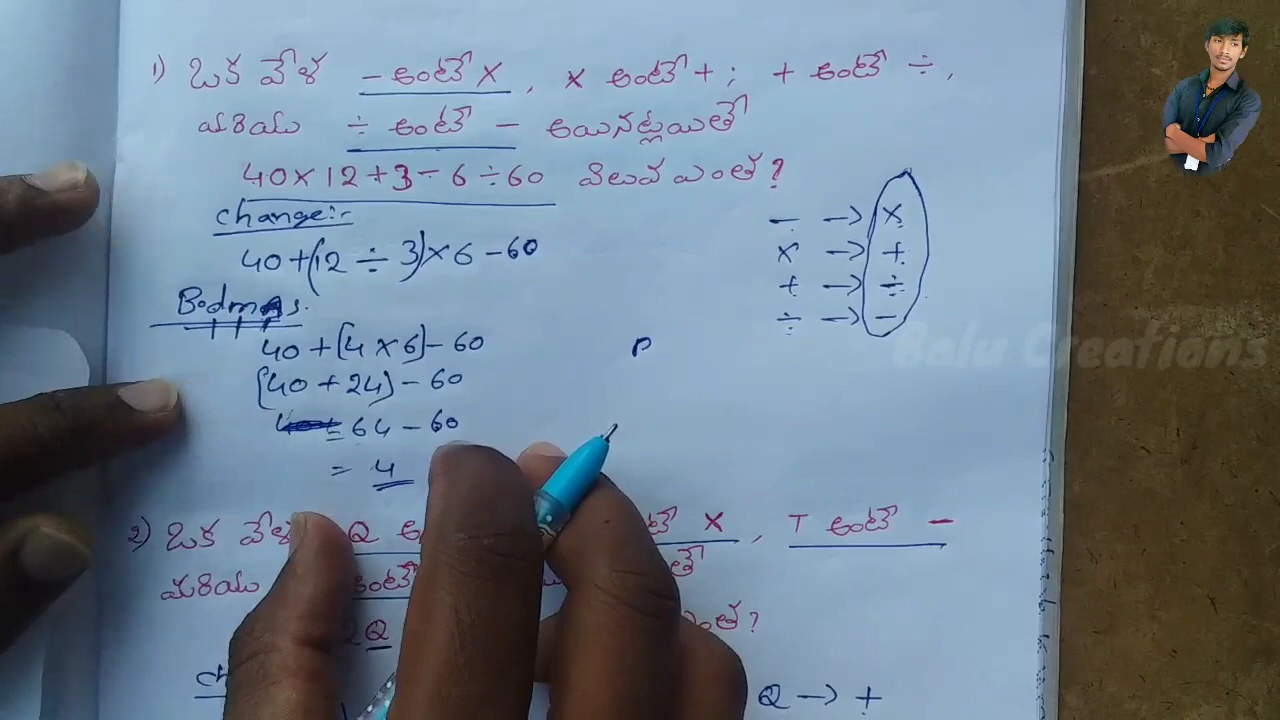 1) ఒక వేళ - అంటే ×, × అంటే + ; + అంటే ÷,
మరియు ÷ అంటే - అయినట్లయితే
40 × 12 + 3 - 6 ÷ 60 విలువ ఎంత?
change:-
40 + (12 ÷ 3) × 6 - 60
- → ×
× → +
+ → ÷
÷ → -
Bodmas.
40 + (4 × 6) - 60
(40 + 24) - 60
= 64 - 60
= 4
P
Balu Creations
2) ఒక వేళ Q ×, T అంటే -
మరియు
2Q ?
Q → +